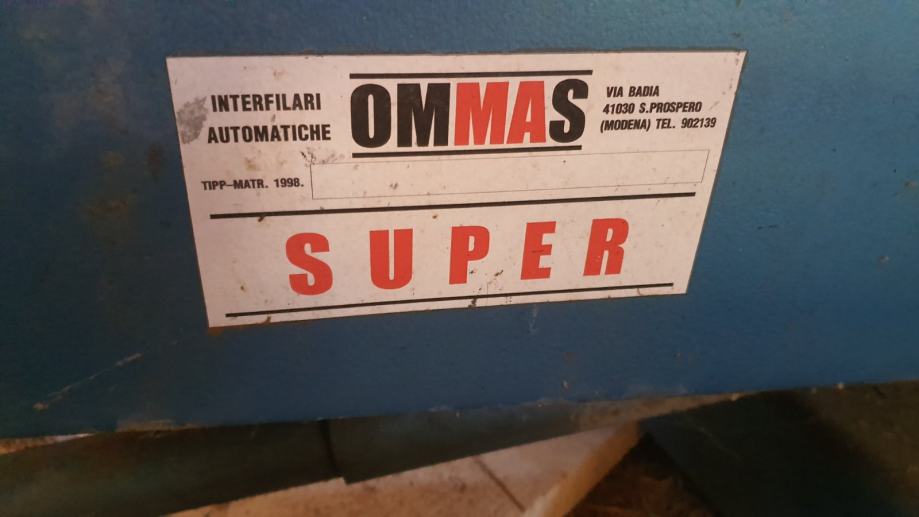 INTERFILARI
AUTOMATICHE
OMMAS
VIA BADIA
41030 S.PROSPERO
(MODENA) TEL. 902139
TIPP-MATR. 1998.
SUPER